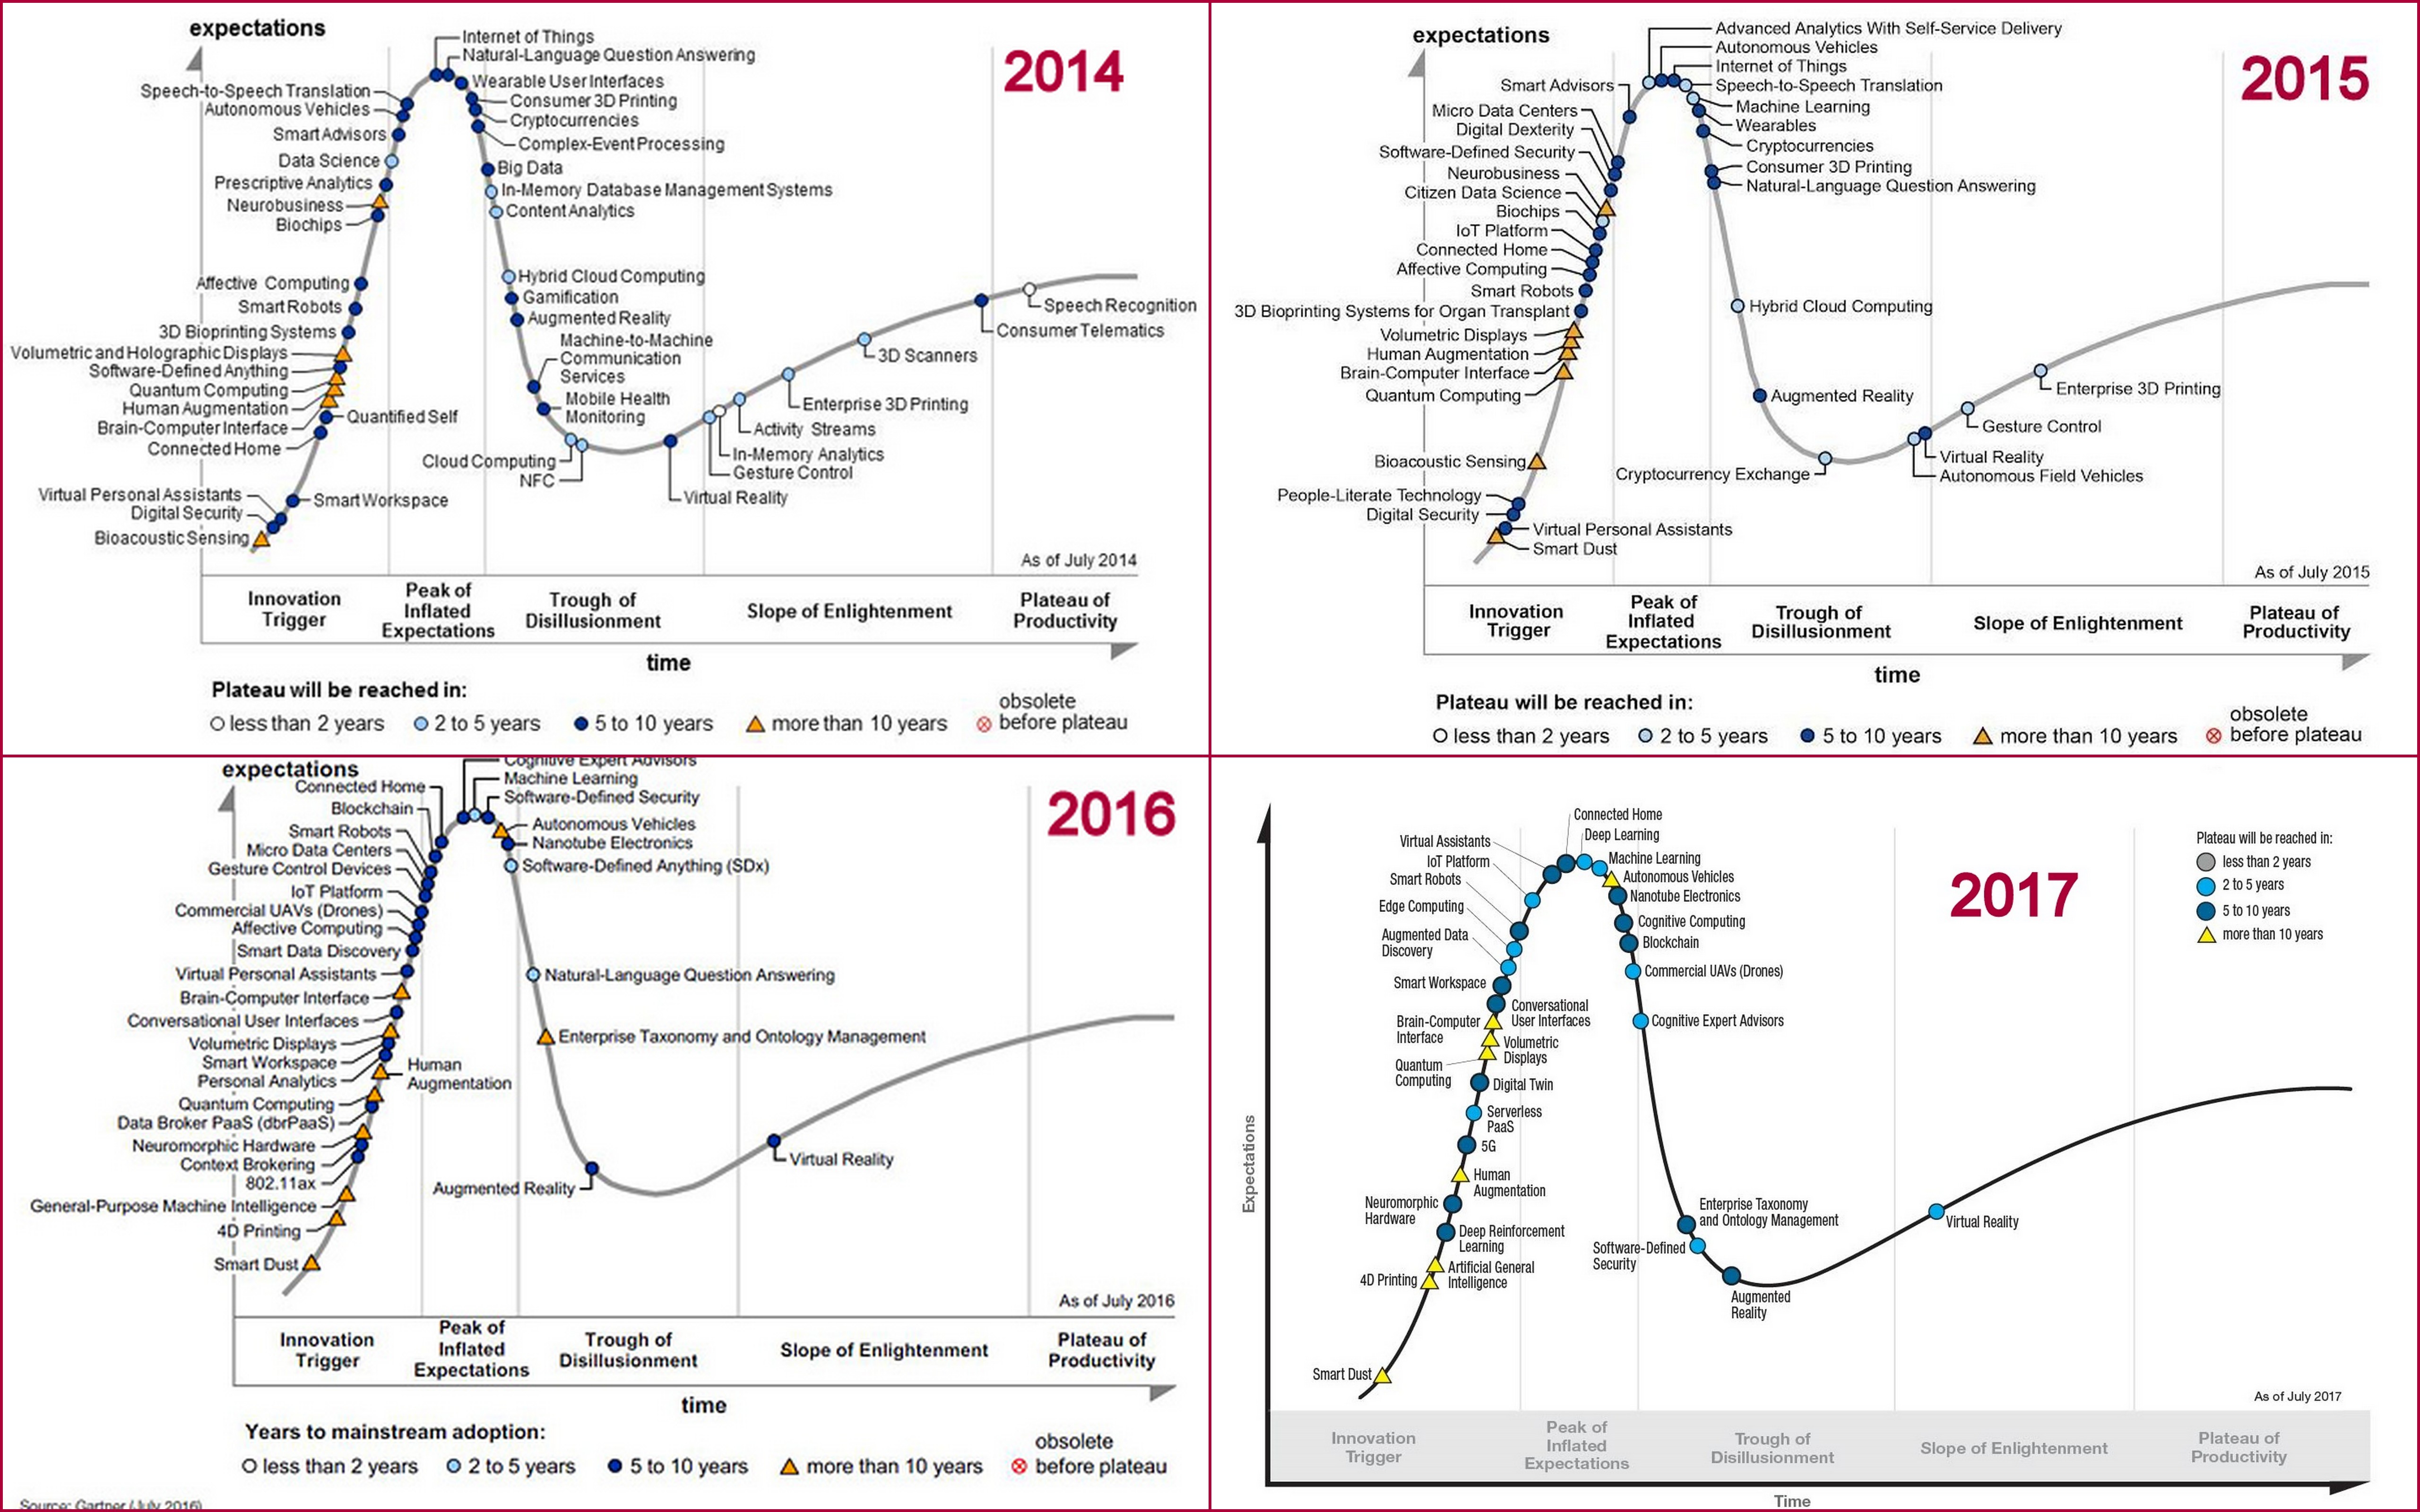 expectations
2014
Internet of Things
Natural-Language Question Answering
Wearable User Interfaces
Speech-to-Speech Translation
Consumer 3D Printing
Autonomous Vehicles
Cryptocurrencies
Smart Advisors
Complex-Event Processing
Data Science
Big Data
Prescriptive Analytics
In-Memory Database Management Systems
Neurobusiness
Content Analytics
Biochips
Affective Computing
Hybrid Cloud Computing
Smart Robots
Gamification
3D Bioprinting Systems
Augmented Reality
Volumetric and Holographic Displays
Machine-to-Machine
Communication
Services
Software-Defined Anything
Quantum Computing
Human Augmentation
Mobile Health
Monitoring
Brain-Computer Interface
Quantified Self
Connected Home
Cloud Computing
NFC
Virtual Personal Assistants
Smart Workspace
Digital Security
Bioacoustic Sensing
Virtual Reality
Gesture Control
In-Memory Analytics
Activity Streams
Enterprise 3D Printing
3D Scanners
Consumer Telematics
Speech Recognition
As of July 2014
Innovation
Trigger
Peak of
Inflated
Expectations
Trough of
Disillusionment
Slope of Enlightenment
Plateau of
Productivity
time
Plateau will be reached in:
less than 2 years
2 to 5 years
5 to 10 years
more than 10 years
obsolete
before plateau
expectations
2015
Advanced Analytics With Self-Service Delivery
Autonomous Vehicles
Internet of Things
Smart Advisors
Speech-to-Speech Translation
Micro Data Centers
Machine Learning
Digital Dexterity
Wearables
Software-Defined Security
Cryptocurrencies
Neurobusiness
Consumer 3D Printing
Citizen Data Science
Natural-Language Question Answering
Biochips
IoT Platform
Connected Home
Affective Computing
Smart Robots
3D Bioprinting Systems for Organ Transplant
Hybrid Cloud Computing
Volumetric Displays
Human Augmentation
Brain-Computer Interface
Quantum Computing
Augmented Reality
Bioacoustic Sensing
Cryptocurrency Exchange
People-Literate Technology
Digital Security
Virtual Personal Assistants
Smart Dust
Enterprise 3D Printing
Gesture Control
Virtual Reality
Autonomous Field Vehicles
As of July 2015
Innovation
Trigger
Peak of
Inflated
Expectations
Trough of
Disillusionment
Slope of Enlightenment
Plateau of
Productivity
time
Plateau will be reached in:
less than 2 years
2 to 5 years
5 to 10 years
more than 10 years
obsolete
before plateau
expectations
2016
Cognitive Expert Advisors
Machine Learning
Connected Home
Software-Defined Security
Blockchain
Autonomous Vehicles
Smart Robots
Nanotube Electronics
Micro Data Centers
Software-Defined Anything (SDx)
Gesture Control Devices
IoT Platform
Commercial UAVs (Drones)
Affective Computing
Smart Data Discovery
Virtual Personal Assistants
Natural-Language Question Answering
Brain-Computer Interface
Conversational User Interfaces
Enterprise Taxonomy and Ontology Management
Volumetric Displays
Smart Workspace
Human
Augmentation
Personal Analytics
Quantum Computing
Data Broker PaaS (dbrPaaS)
Neuromorphic Hardware
Context Brokering
802.11ax
General-Purpose Machine Intelligence
4D Printing
Smart Dust
Augmented Reality
Virtual Reality
As of July 2016
Innovation
Trigger
Peak of
Inflated
Expectations
Trough of
Disillusionment
Slope of Enlightenment
Plateau of
Productivity
time
Years to mainstream adoption:
less than 2 years
2 to 5 years
5 to 10 years
more than 10 years
obsolete
before plateau
Source: Gartner (July 2016)
Expectations
2017
Plateau will be reached in:
less than 2 years
2 to 5 years
5 to 10 years
more than 10 years
Connected Home
Deep Learning
Virtual Assistants
Machine Learning
IoT Platform
Autonomous Vehicles
Smart Robots
Nanotube Electronics
Edge Computing
Cognitive Computing
Augmented Data
Discovery
Blockchain
Commercial UAVs (Drones)
Smart Workspace
Conversational
User Interfaces
Cognitive Expert Advisors
Brain-Computer
Interface
Volumetric
Displays
Quantum
Computing
Digital Twin
Serverless
PaaS
5G
Human
Augmentation
Neuromorphic
Hardware
Deep Reinforcement
Learning
Artificial General
Intelligence
4D Printing
Smart Dust
Enterprise Taxonomy
and Ontology Management
Software-Defined
Security
Augmented
Reality
Virtual Reality
As of July 2017
Innovation
Trigger
Peak of
Inflated
Expectations
Trough of
Disillusionment
Slope of Enlightenment
Plateau of
Productivity
Time